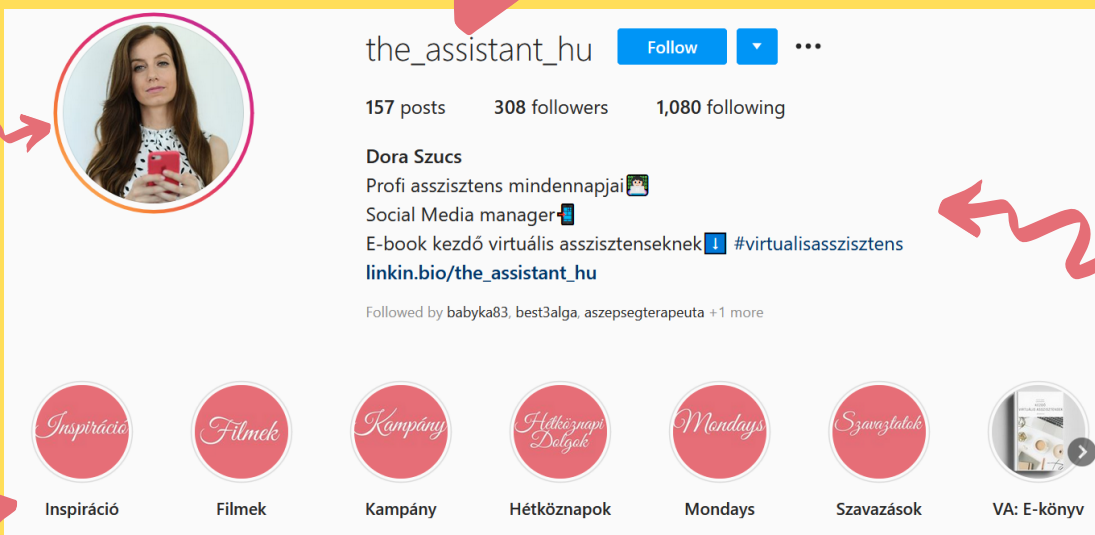 the_assistant_hu Follow
157 posts 308 followers 1,080 following
Dora Szucs
Profi asszisztens mindennapjai
Social Media manager
E-book kezdő virtuális asszisztenseknek #virtualisasszisztens
linkin.bio/the_assistant_hu
Followed by babyka83, best3alga, aszepsegterapeuta +1 more
Inspiráció Filmek Kampány Hétköznapi Dolgok Mondays Szavazlatok
Inspiráció Filmek Kampány Hétköznapok Mondays Szavazások VA: E-könyv